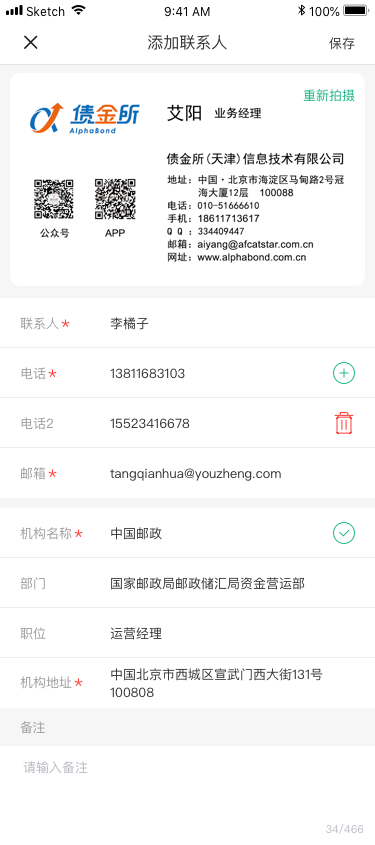 Sketch 9:41 AM 100%
添加联系人 保存
重新拍摄
债金所
AlphaBond
艾阳 业务经理
债金所(天津)信息技术有限公司
地址：中国·北京市海淀区马甸路2号冠
海大厦12层 100088
电话：010-51666610
手机：18611713617
QQ：334409447
邮箱：aiyang@afcatstar.com.cn
网址：www.alphabond.com.cn
公众号 APP
联系人* 李橘子
电话* 13811683103
电话2 15523416678
邮箱* tangqianhua@youzheng.com
机构名称* 中国邮政
部门 国家邮政局邮政储汇局资金营运部
职位 运营经理
机构地址* 中国北京市西城区宣武门西大街131号
100808
备注
请输入备注
34/466